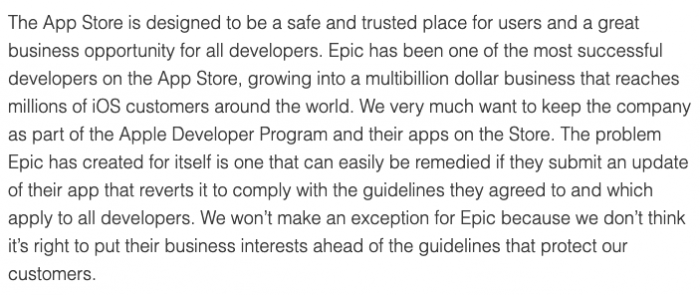 The App Store is designed to be a safe and trusted place for users and a great
business opportunity for all developers. Epic has been one of the most successful
developers on the App Store, growing into a multibillion dollar business that reaches
millions of iOS customers around the world. We very much want to keep the company
as part of the Apple Developer Program and their apps on the Store. The problem
Epic has created for itself is one that can easily be remedied if they submit an update
of their app that reverts it to comply with the guidelines they agreed to and which
apply to all developers. We won’t make an exception for Epic because we don’t think
it’s right to put their business interests ahead of the guidelines that protect our
customers.